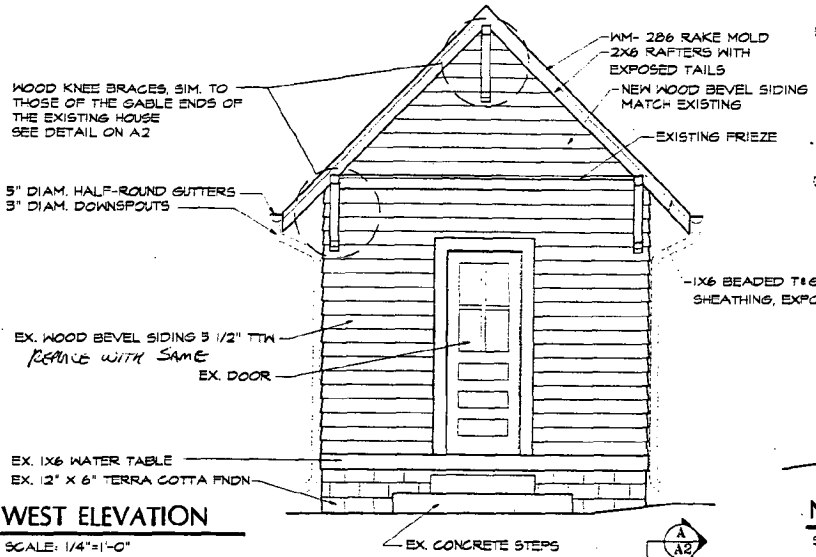 WM-286 RAKE MOLD
2X6 RAFTERS WITH
EXPOSED TAILS
NEW WOOD BEVEL SIDING
MATCH EXISTING
EXISTING FRIEZE
WOOD KNEE BRACES, SIM. TO
THOSE OF THE GABLE ENDS OF
THE EXISTING HOUSE
SEE DETAIL ON A2
5" DIAM. HALF-ROUND GUTTERS
3" DIAM. DOWNSPOUTS
1X6 BEADED T&G
SHEATHING, EXPO
EX. WOOD BEVEL SIDING 5 1/2" TTW
REPLACE WITH SAME
EX. DOOR
EX. 1X6 WATER TABLE
EX. 12" X 6" TERRA COTTA FNDN
WEST ELEVATION
SCALE: 1/4"=1'-0"
EX. CONCRETE STEPS
A
A2